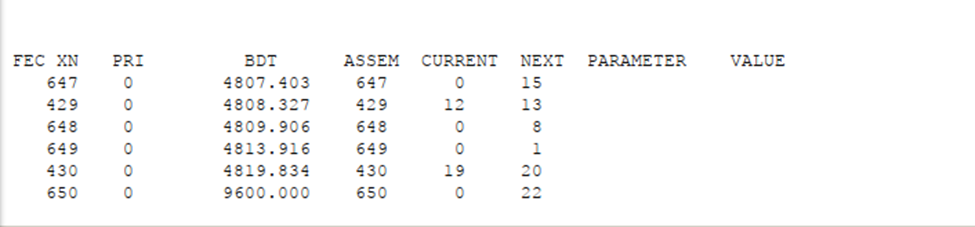 FEC XN PRI BDT ASSEM CURRENT NEXT PARAMETER VALUE
647 0 4807.403 647 0 15
429 0 4808.327 429 12 13
648 0 4809.906 648 0 8
649 0 4813.916 649 0 1
430 0 4819.834 430 19 20
650 0 9600.000 650 0 22